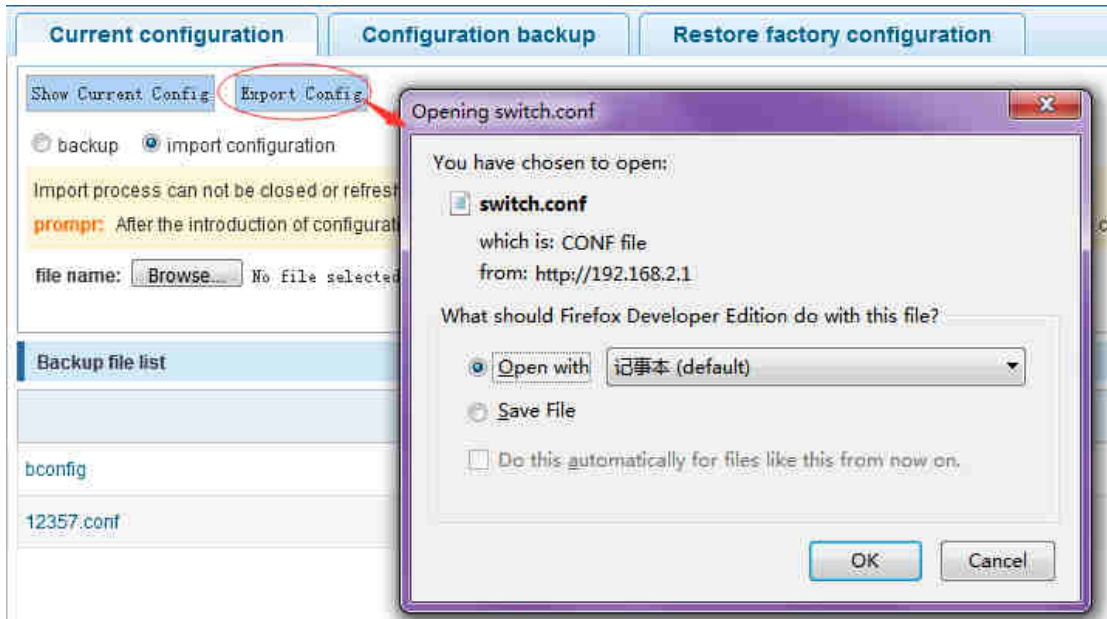 Current configuration
Configuration backup
Restore factory configuration
Show Current Config
Export Config
backup
import configuration
Import process can not be closed or refres
prompr: After the introduction of configurati
file name:
Browse...
No file selected
Backup file list
bconfig
12357.conf
Opening switch.conf
You have chosen to open:
switch.conf
which is: CONF file
from: http://192.168.2.1
What should Firefox Developer Edition do with this file?
Open with
记事本 (default)
Save File
Do this automatically for files like this from now on.
OK
Cancel